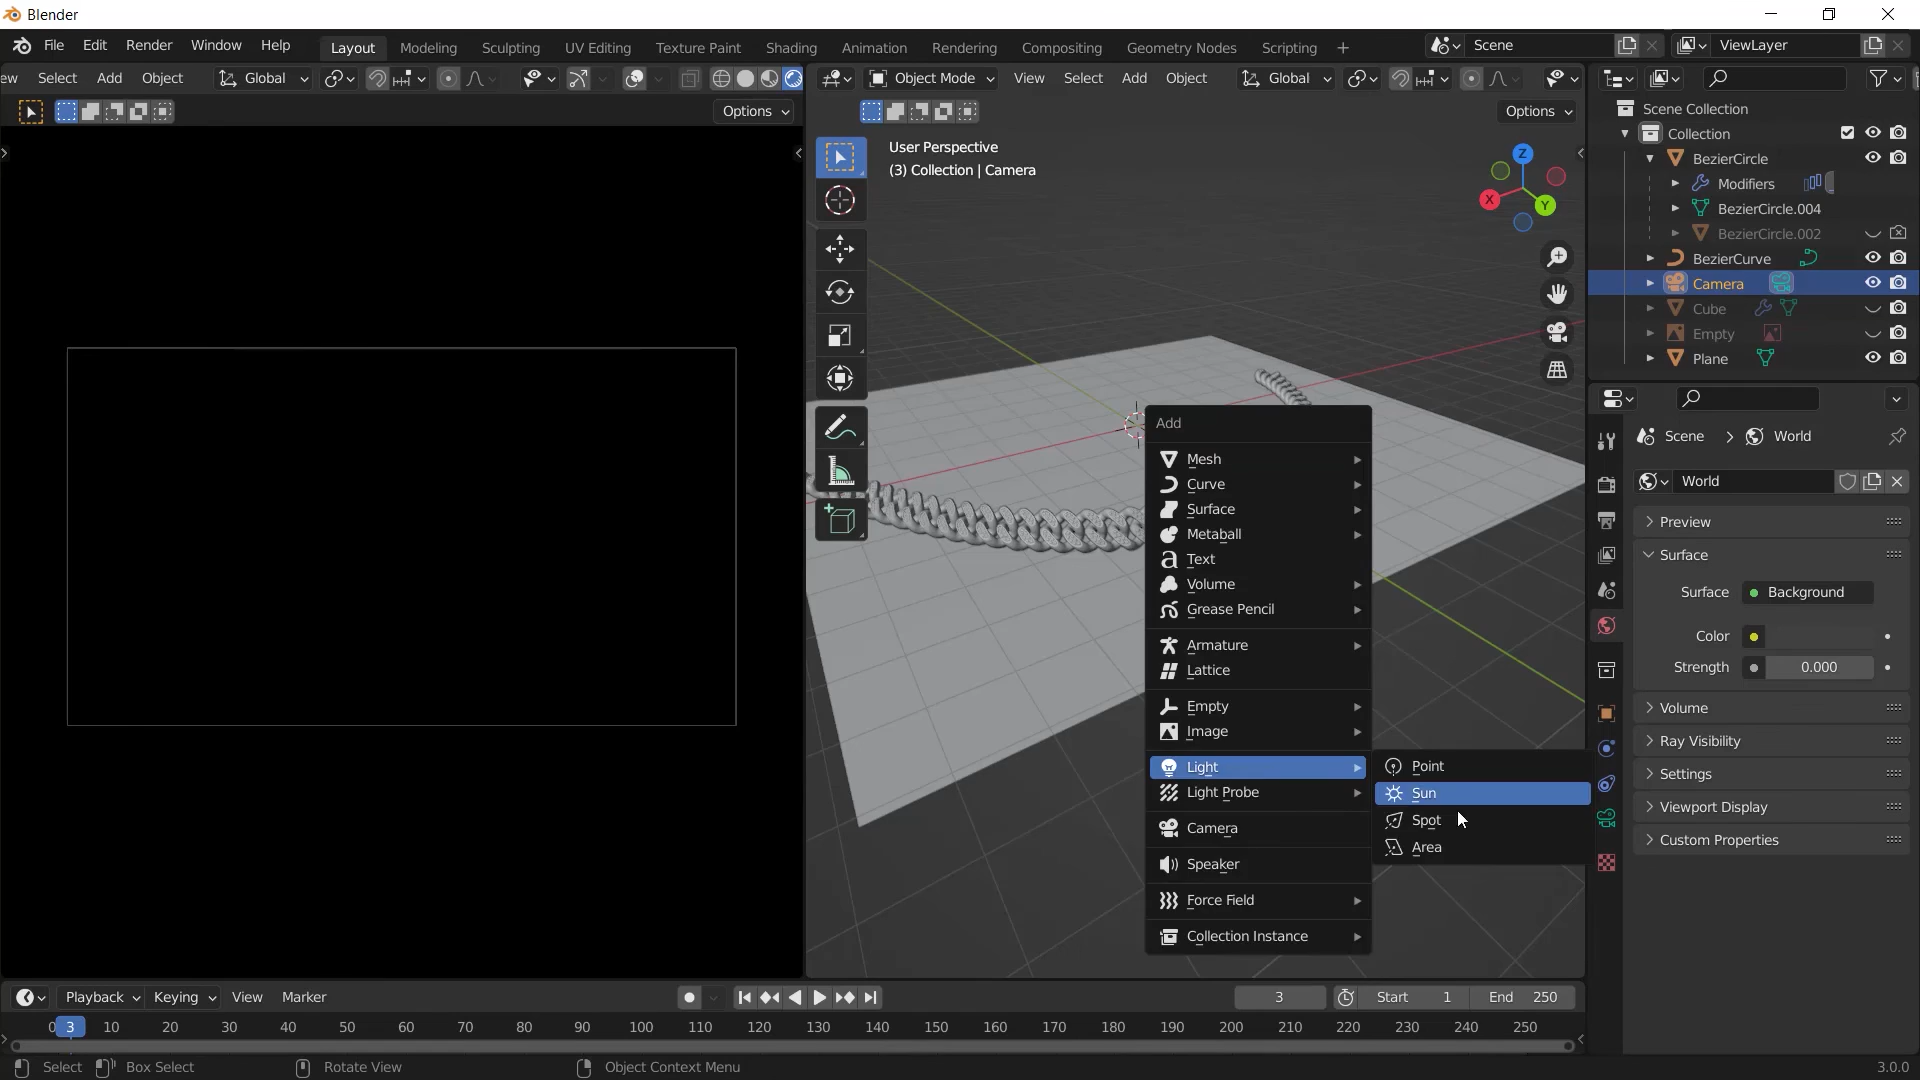 Blender
File Edit Render Window Help
Layout Modeling Sculpting UV Editing Texture Paint Shading Animation Rendering Compositing Geometry Nodes Scripting
Scene
ViewLayer
ew Select Add Object Global
Object Mode View Select Add Object Global
Options
Options
User Perspective
(3) Collection | Camera
Z
X
Y
Scene Collection
Collection
BezierCircle
Modifiers
BezierCircle.004
BezierCircle.002
BezierCurve
Camera
Cube
Empty
Plane
Scene World
World
Preview
Surface
Surface Background
Color
Strength 0.000
Volume
Ray Visibility
Settings
Viewport Display
Custom Properties
Add
Mesh
Curve
Surface
Metaball
Text
Volume
Grease Pencil
Armature
Lattice
Empty
Image
Light
Light Probe
Camera
Speaker
Force Field
Collection Instance
Point
Sun
Spot
Area
Playback Keying View Marker
3 Start 1 End 250
0 3 10 20 30 40 50 60 70 80 90 100 110 120 130 140 150 160 170 180 190 200 210 220 230 240 250
Select Box Select Rotate View Object Context Menu
3.0.0